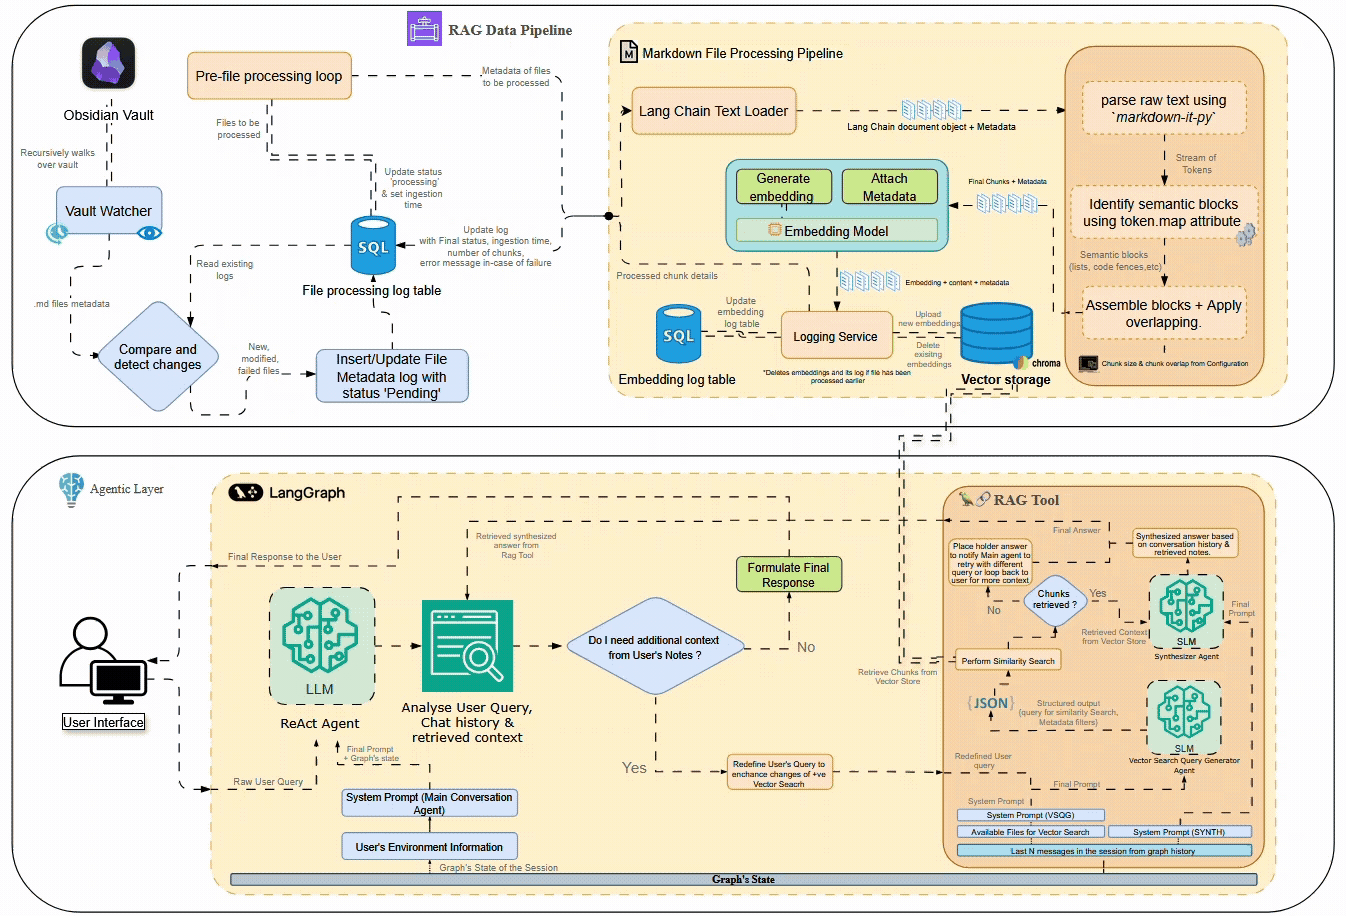 RAG Data Pipeline
Obsidian Vault
Recursively walks
over vault
Vault Watcher
.md files metadata
Compare and
detect changes
Pre-file processing loop
Files to be
processed
Metadata of files
to be processed
Update status
'processing'
& set ingestion
time
SQL
File processing log table
Read existing
logs
Update log
with Final status, ingestion time,
number of chunks,
error message in-case of failure
New,
modified,
failed files
Insert/Update File
Metadata log with
status 'Pending'
M
Markdown File Processing Pipeline
Lang Chain Text Loader
Lang Chain document object + Metadata
parse raw text using
`markdown-it-py`
Stream of
Tokens
Identify semantic blocks
using token.map attribute
Semantic blocks
(lists, code fences,etc)
Assemble blocks + Apply
overlapping.
Chunk size & chunk overlap from Configuration
Final Chunks + Metadata
Generate
embedding
Attach
Metadata
Embedding Model
Processed chunk details
Embedding + content + metadata
SQL
Embedding log table
Update
embedding
log table
Logging Service
*Deletes embeddings and its log if file has been
processed earlier
Upload
new embeddings
Delete
exisitng
embeddings
chroma
Vector storage
Agentic Layer
LangGraph
Final Response to the User
User Interface
Raw User Query
LLM
ReAct Agent
Final Prompt
+ Graph's state
System Prompt (Main Conversation
Agent)
User's Environment Information
Graph's State of the Session
Graph's State
Retrieved synthesized
answer from
Rag Tool
Analyse User Query,
Chat history &
retrieved context
Do I need additional context
from User's Notes ?
No
Yes
Formulate Final
Response
Redefine User's Query to
enchance changes of +ve
Vector Seacrh
RAG Tool
Final Answer
Place holder answer
to notify Main agent to
retry with different
query or loop back to
user for more context
Synthesized answer based
on conversation history &
retrieved notes.
Chunks
retrieved ?
No
Yes
Retrieved Context
from Vector Store
SLM
Synthesizer Agent
Final
Prompt
Retrieve Chunks from
Vector Store
Perform Similarity Search
{JSON}
Structured output
(query for similarity Search,
Metadata filters)
SLM
Vector Search Query Generator
Agent
Redefined User
query
Final Prompt
System Prompt
System Prompt (VSQG)
Available Files for Vector Search
System Prompt (SYNTH)
Last N messages in the session from graph history